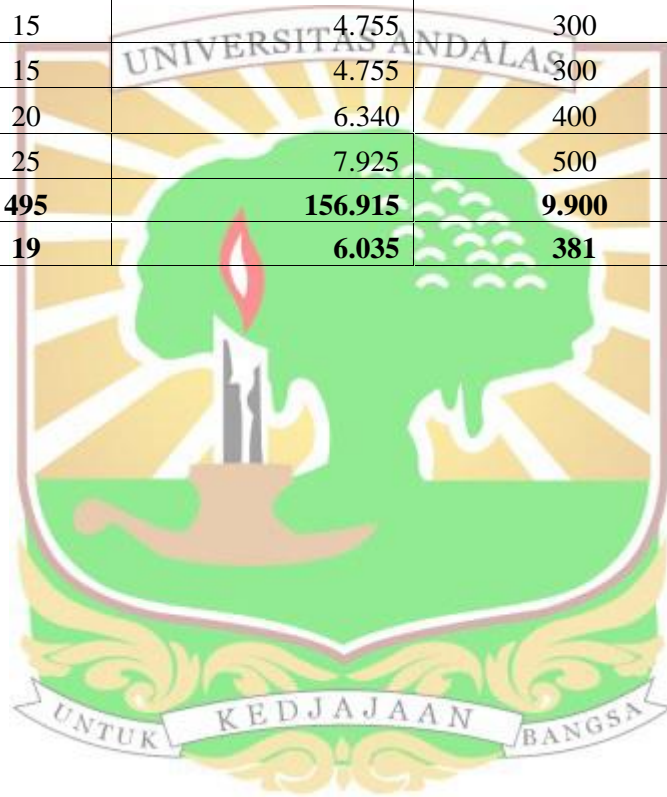 15 4.755 300
UNIVERSITAS ANDALAS
15 4.755 300
20 6.340 400
25 7.925 500
495 156.915 9.900
19 6.035 381
UNTUK KEDJAJAAN BANGSA